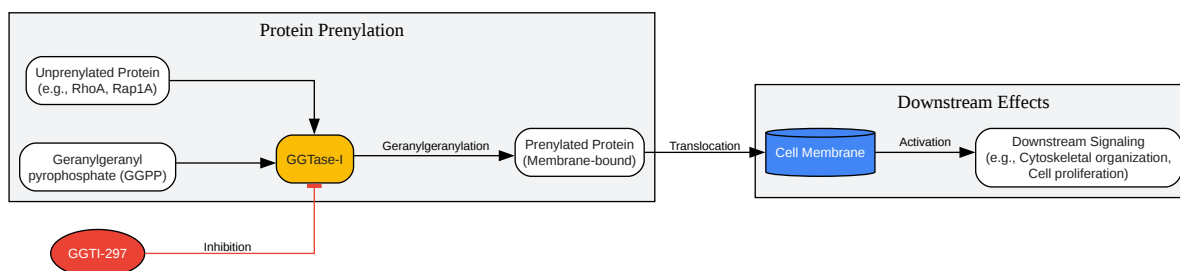 Protein Prenylation
Unprenylated Protein
(e.g., RhoA, Rap1A)
Geranylgeranyl
pyrophosphate (GGPP)
GGTase-I
Geranylgeranylation
Prenylated Protein
(Membrane-bound)
Translocation
Downstream Effects
Cell Membrane
Activation
Downstream Signaling
(e.g., Cytoskeletal organization,
Cell proliferation)
GGTI-297
Inhibition